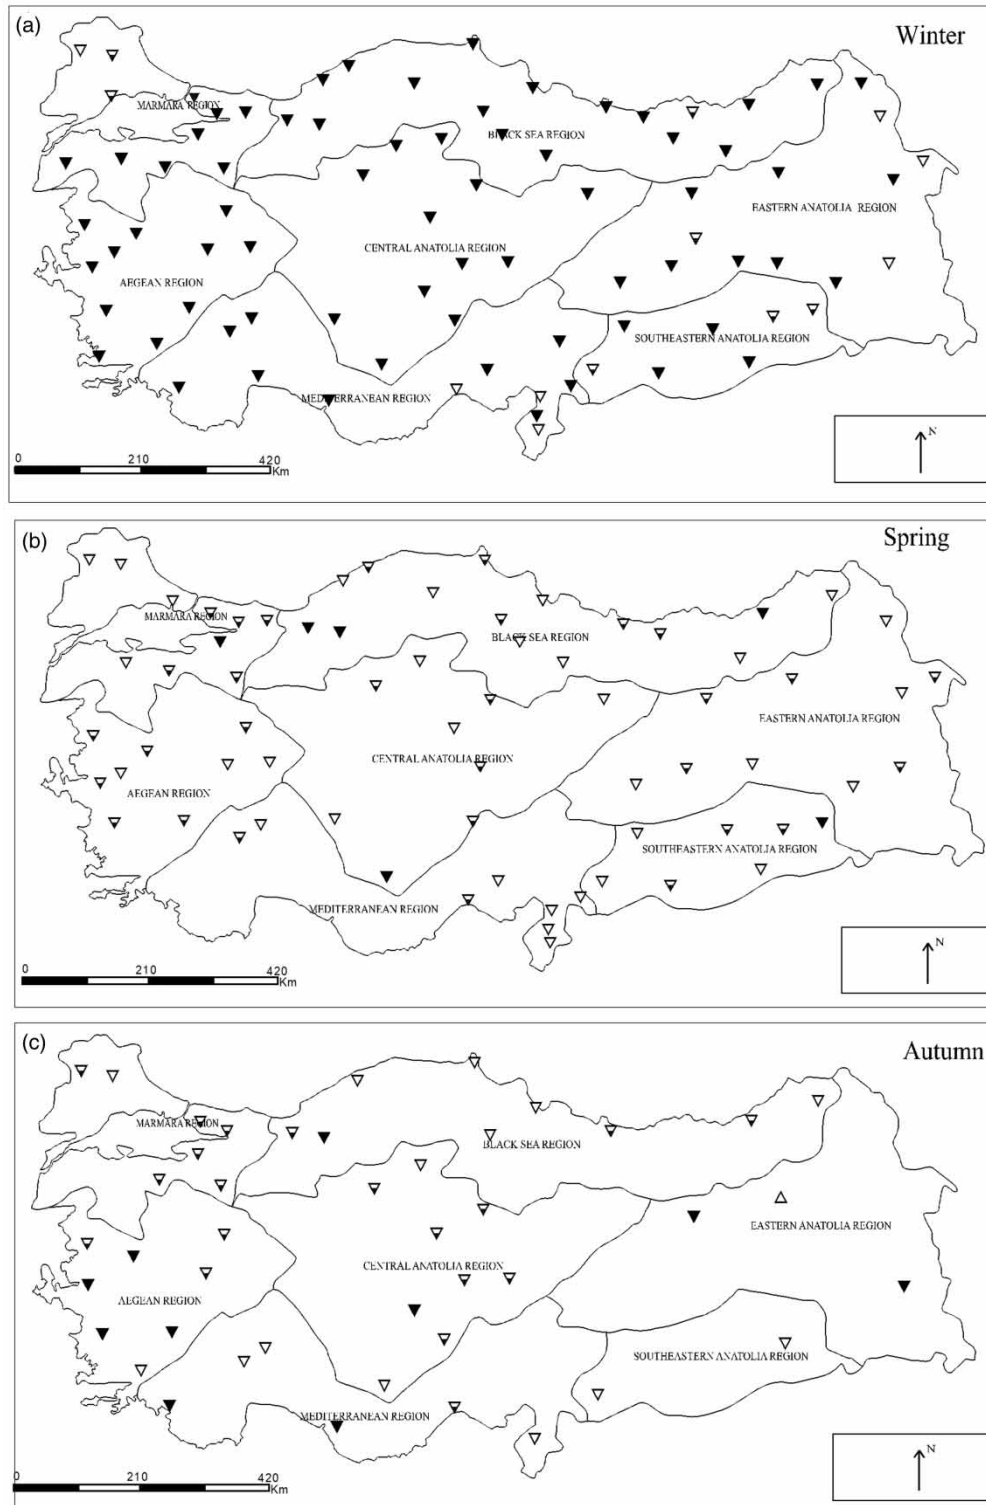 (a)
Winter
MARMARA REGION
BLACK SEA REGION
EASTERN ANATOLIA REGION
CENTRAL ANATOLIA REGION
AEGEAN REGION
SOUTHEASTERN ANATOLIA REGION
MEDITERRANEAN REGION
N
0 210 420
Km
(b)
Spring
MARMARA REGION
BLACK SEA REGION
EASTERN ANATOLIA REGION
CENTRAL ANATOLIA REGION
AEGEAN REGION
SOUTHEASTERN ANATOLIA REGION
MEDITERRANEAN REGION
N
0 210 420
Km
(c)
Autumn
MARMARA REGION
BLACK SEA REGION
EASTERN ANATOLIA REGION
CENTRAL ANATOLIA REGION
AEGEAN REGION
SOUTHEASTERN ANATOLIA REGION
MEDITERRANEAN REGION
N
0 210 420
Km